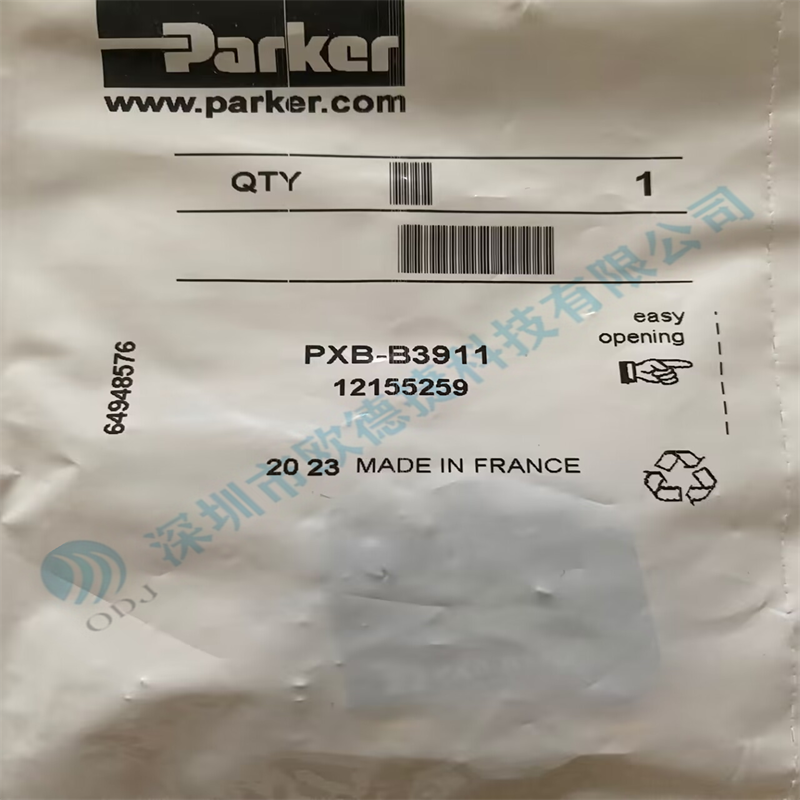 Parker
www.parker.com
QTY 1
easy
opening
PXB-B3911
12155259
64948576
20 23 MADE IN FRANCE
深圳市欧德捷科技有限公司
ODJ